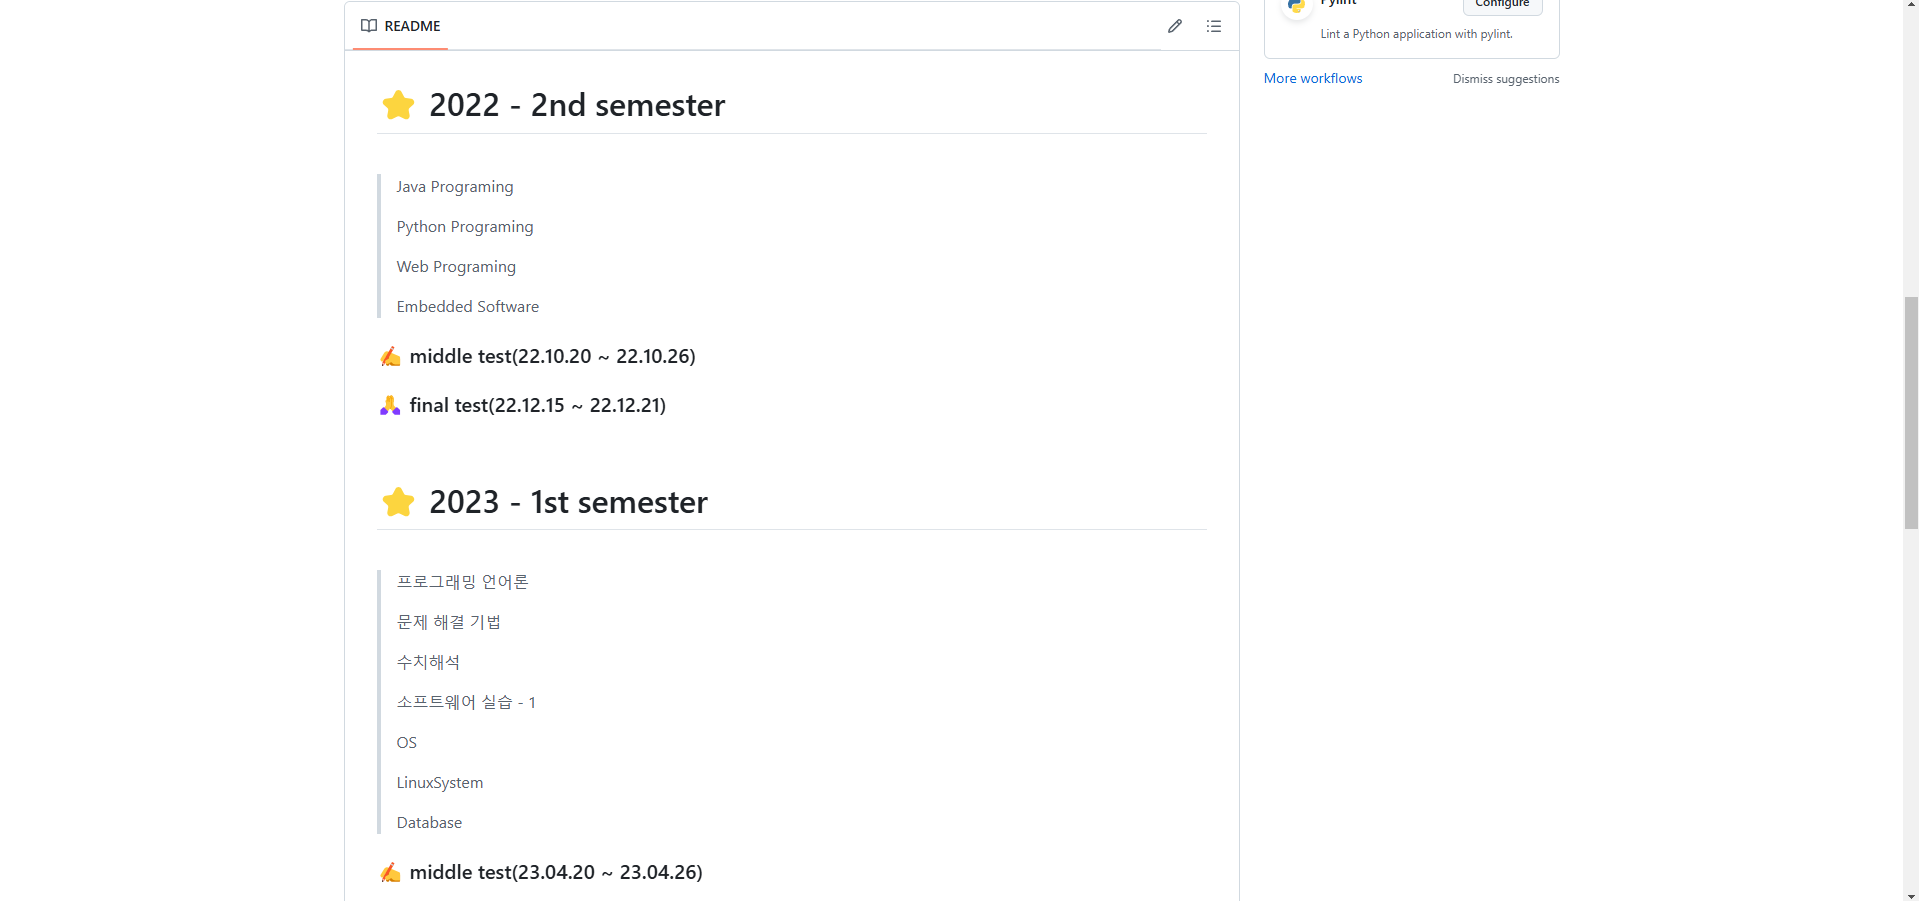 README
2022 - 2nd semester
Java Programing
Python Programing
Web Programing
Embedded Software
middle test(22.10.20 ~ 22.10.26)
final test(22.12.15 ~ 22.12.21)
2023 - 1st semester
프로그래밍 언어론
문제 해결 기법
수치해석
소프트웨어 실습 - 1
OS
LinuxSystem
Database
middle test(23.04.20 ~ 23.04.26)
Pylint
Configure
Lint a Python application with pylint.
More workflows
Dismiss suggestions